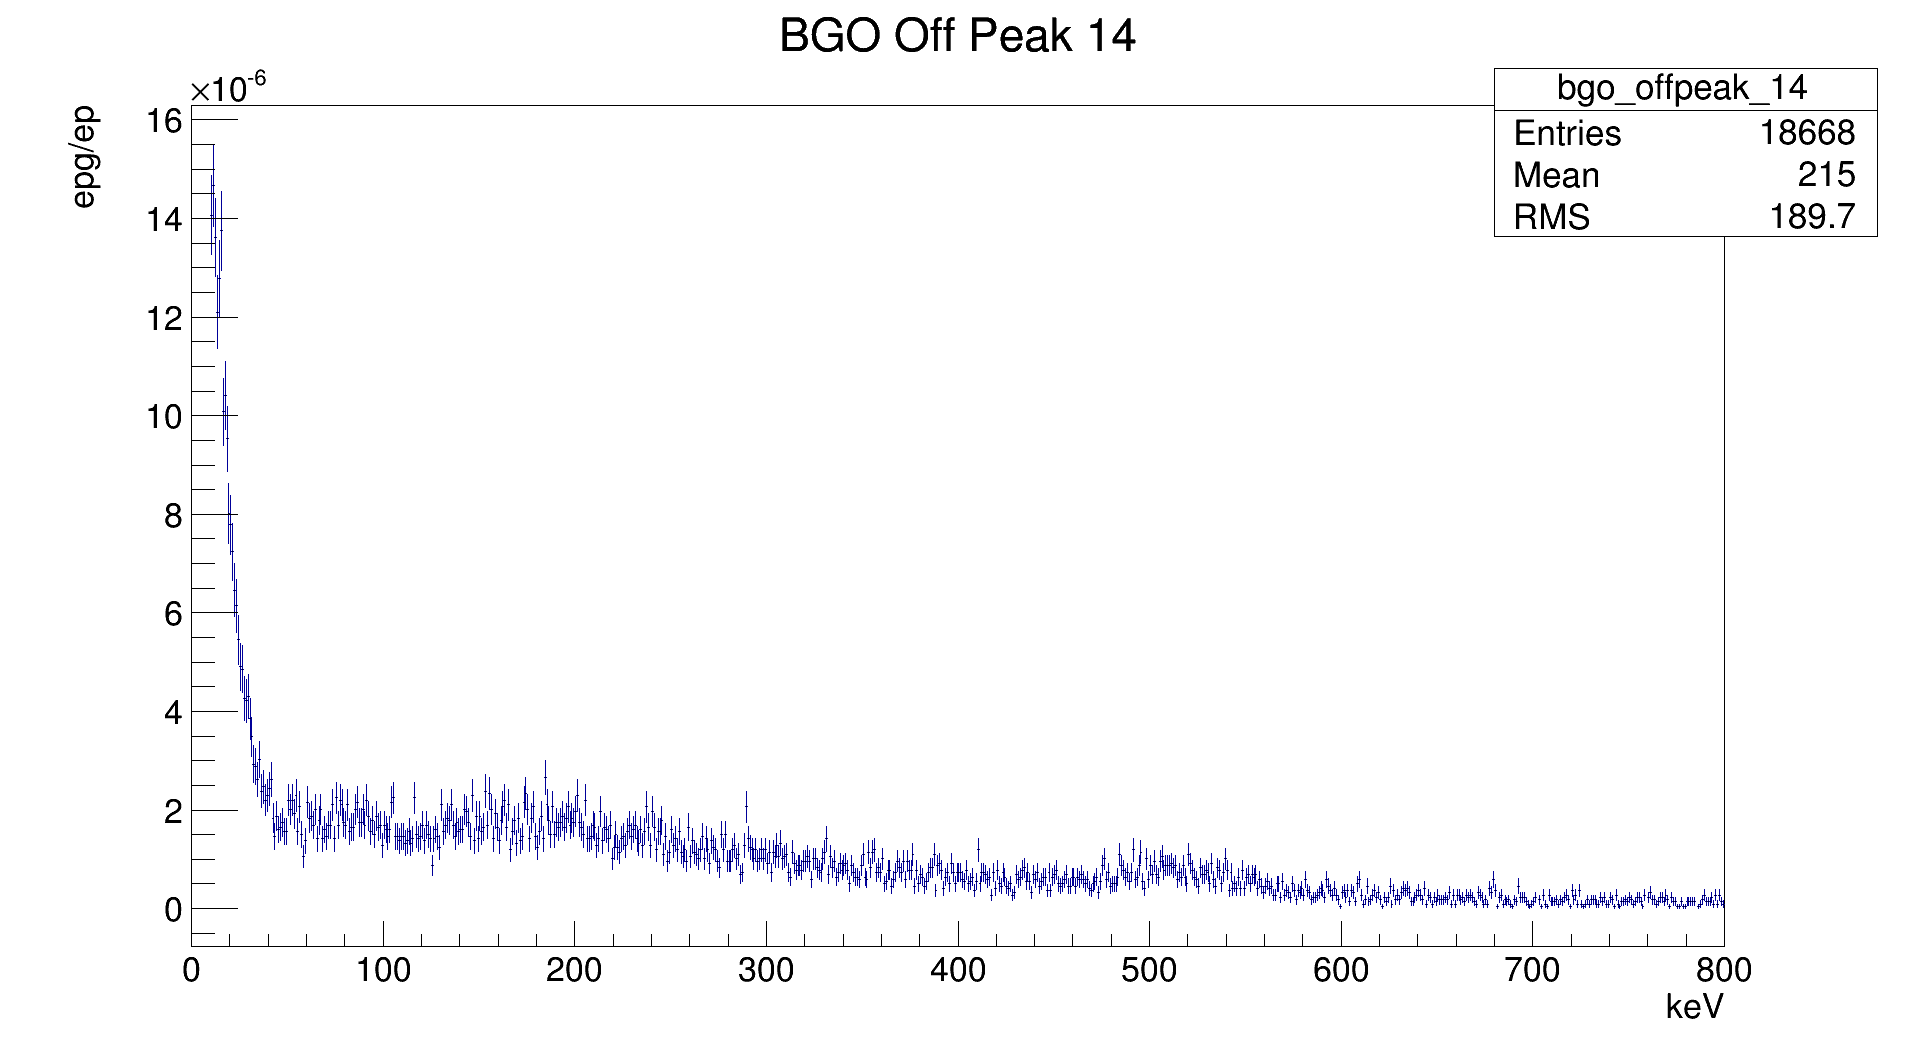 BGO Off Peak 14
×10-6
epg/ep
bgo_offpeak_14
Entries 18668
Mean 215
RMS 189.7
16
14
12
10
8
6
4
2
0
0 100 200 300 400 500 600 700 800
keV